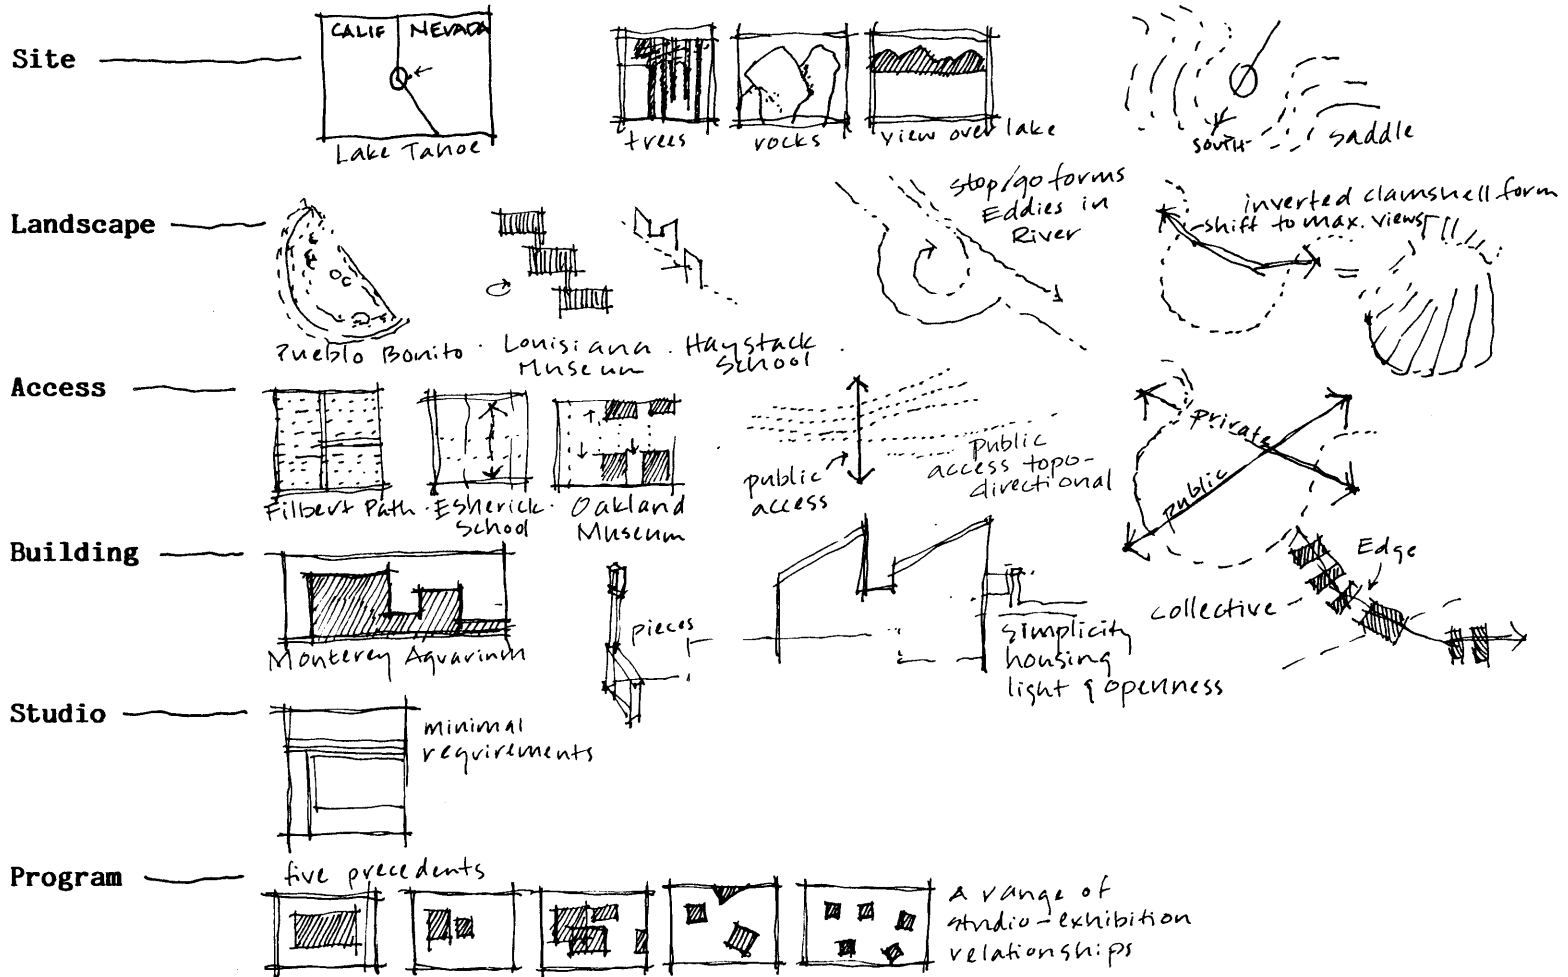 Site
CALIF NEVADA
Lake Tahoe
trees
rocks
view over lake
SOUTH
saddle
Landscape
Pueblo Bonito · Louisiana
Museum
· Haystack
School
stop/go forms
Eddies in
River
inverted clamshell form
-shift to max. views
=
Access
Filbert Path · Esherick ·
School
Oakland
Museum
public
access
public
access topo-
directional
private
public
Building
Monterey Aquarium
pieces
simplicity
housing
light & openness
collective -
Edge
Studio
minimal
requirements
Program
five precedents
A range of
studio-exhibition
relationships